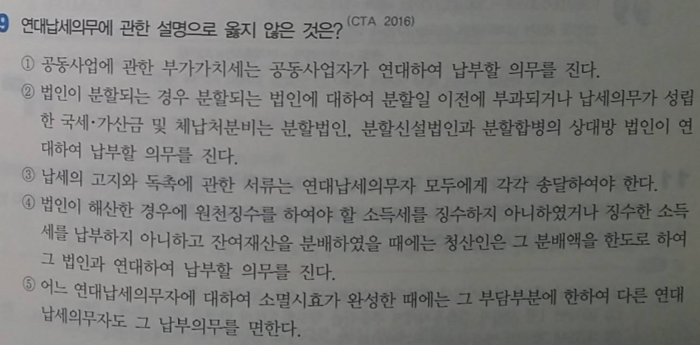 9 연대납세의무에 관한 설명으로 옳지 않은 것은? (CTA 2016)
① 공동사업에 관한 부가가치세는 공동사업자가 연대하여 납부할 의무를 진다.
② 법인이 분할되는 경우 분할되는 법인에 대하여 분할일 이전에 부과되거나 납세의무가 성립
한 국세·가산금 및 체납처분비는 분할법인, 분할신설법인과 분할합병의 상대방 법인이 연
대하여 납부할 의무를 진다.
③ 납세의 고지와 독촉에 관한 서류는 연대납세의무자 모두에게 각각 송달하여야 한다.
④ 법인이 해산한 경우에 원천징수를 하여야 할 소득세를 징수하지 아니하였거나 징수한 소득
세를 납부하지 아니하고 잔여재산을 분배하였을 때에는 청산인은 그 분배액을 한도로 하여
그 법인과 연대하여 납부할 의무를 진다.
⑤ 어느 연대납세의무자에 대하여 소멸시효가 완성한 때에는 그 부담부분에 한하여 다른 연대
납세의무자도 그 납부의무를 면한다.